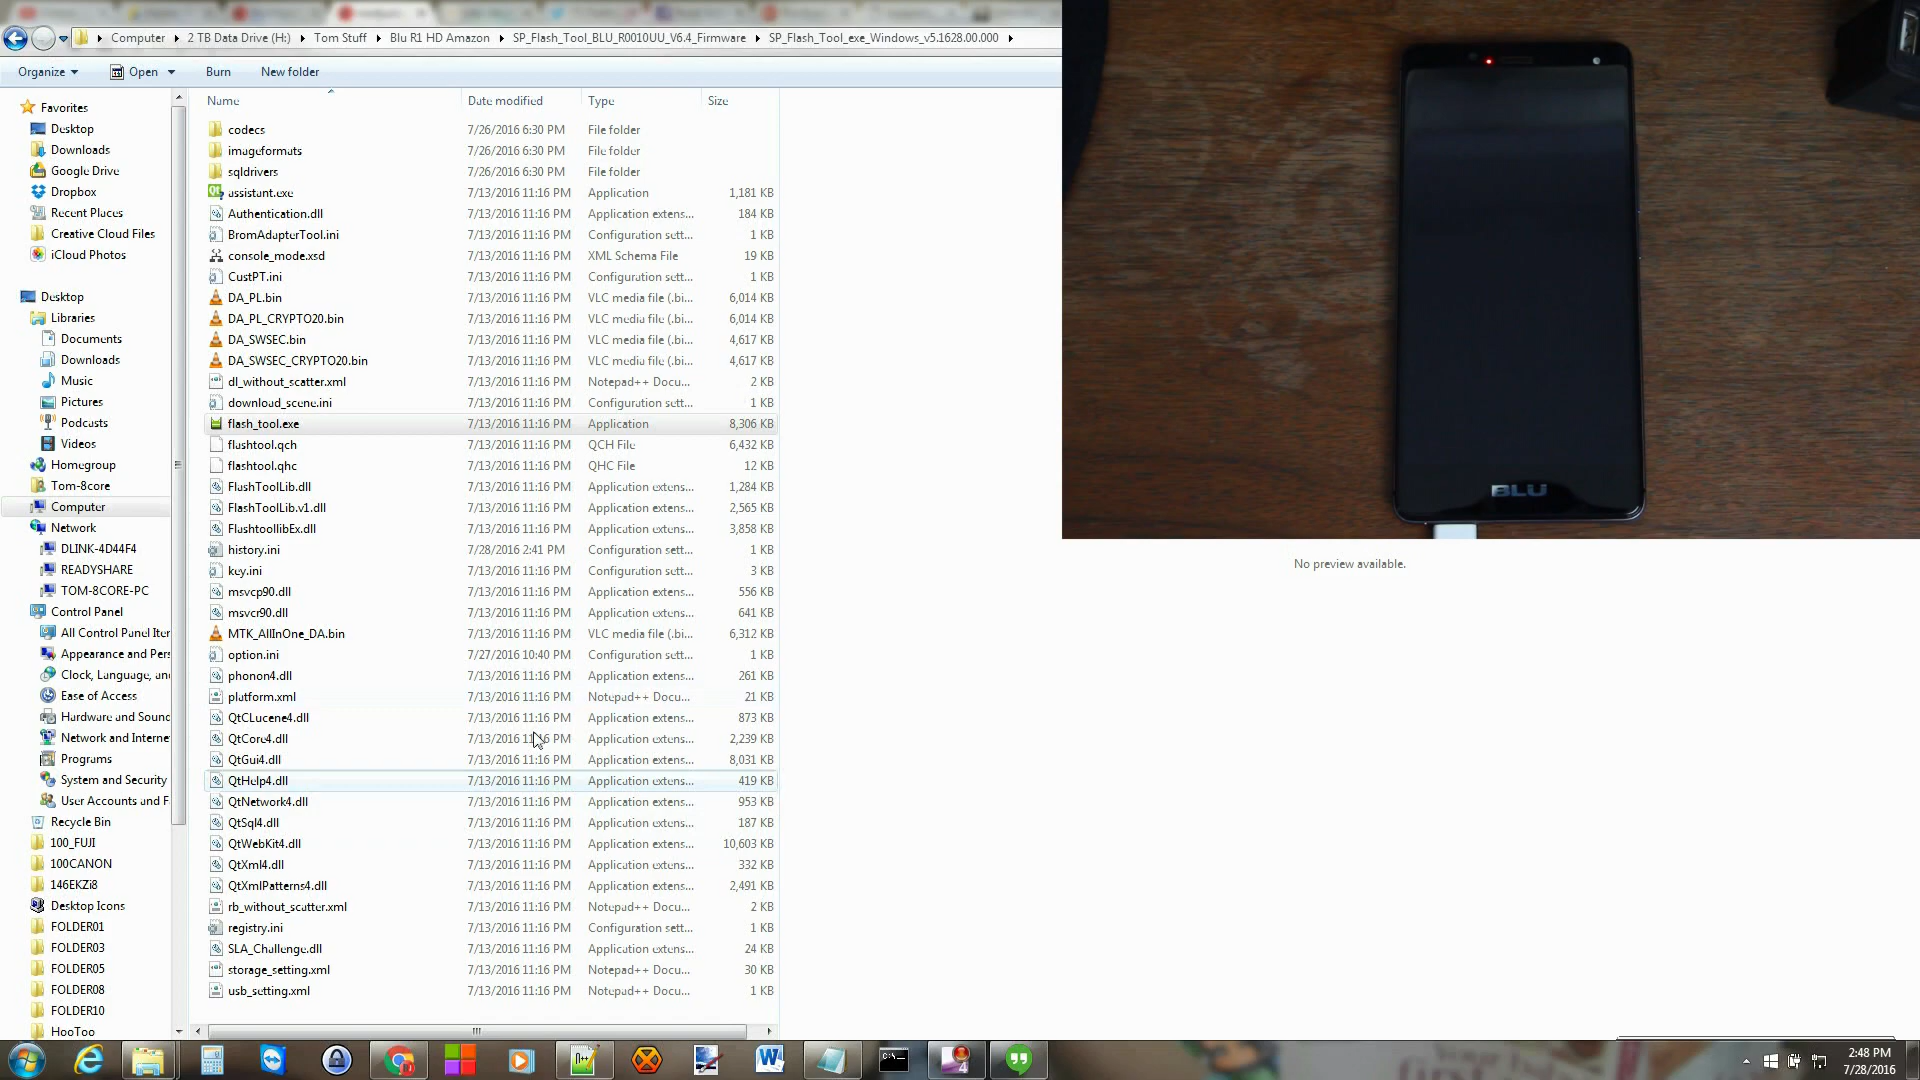 Computer 2 TB Data Drive (H:) Tom Stuff Blu R1 HD Amazon SP_Flash_Tool_BLU_R0010UU_V6.4_Firmware SP_Flash_Tool_exe_Windows_v5.1628.00.000
Organize Open Burn New folder
Name Date modified Type Size
Favorites
Desktop
Downloads
Google Drive
Dropbox
Recent Places
Creative Cloud Files
iCloud Photos
Desktop
Libraries
Documents
Downloads
Music
Pictures
Podcasts
Videos
Homegroup
Tom-8core
Computer
Network
DLINK-4D44F4
READYSHARE
TOM-8CORE-PC
Control Panel
All Control Panel Iter
Appearance and Pers
Clock, Language, an
Ease of Access
Hardware and Sound
Network and Interne
Programs
System and Security
User Accounts and F
Recycle Bin
100_FUJI
100CANON
146EKZi8
Desktop Icons
FOLDER01
FOLDER03
FOLDER05
FOLDER08
FOLDER10
HooToo
codecs 7/26/2016 6:30 PM File folder
imageformats 7/26/2016 6:30 PM File folder
sqldrivers 7/26/2016 6:30 PM File folder
assistant.exe 7/13/2016 11:16 PM Application 1,181 KB
Authentication.dll 7/13/2016 11:16 PM Application extens... 184 KB
BromAdapterTool.ini 7/13/2016 11:16 PM Configuration sett... 1 KB
console_mode.xsd 7/13/2016 11:16 PM XML Schema File 19 KB
CustPT.ini 7/13/2016 11:16 PM Configuration sett... 1 KB
DA_PL.bin 7/13/2016 11:16 PM VLC media file (.bi... 6,014 KB
DA_PL_CRYPTO20.bin 7/13/2016 11:16 PM VLC media file (.bi... 6,014 KB
DA_SWSEC.bin 7/13/2016 11:16 PM VLC media file (.bi... 4,617 KB
DA_SWSEC_CRYPTO20.bin 7/13/2016 11:16 PM VLC media file (.bi... 4,617 KB
dl_without_scatter.xml 7/13/2016 11:16 PM Notepad++ Docu... 2 KB
download_scene.ini 7/13/2016 11:16 PM Configuration sett... 1 KB
flash_tool.exe 7/13/2016 11:16 PM Application 8,306 KB
flashtool.qch 7/13/2016 11:16 PM QCH File 6,432 KB
flashtool.qhc 7/13/2016 11:16 PM QHC File 12 KB
FlashToolLib.dll 7/13/2016 11:16 PM Application extens... 1,284 KB
FlashToolLib.v1.dll 7/13/2016 11:16 PM Application extens... 2,565 KB
FlashtoollibEx.dll 7/13/2016 11:16 PM Application extens... 3,858 KB
history.ini 7/28/2016 2:41 PM Configuration sett... 1 KB
key.ini 7/13/2016 11:16 PM Configuration sett... 3 KB
msvcp90.dll 7/13/2016 11:16 PM Application extens... 556 KB
msvcr90.dll 7/13/2016 11:16 PM Application extens... 641 KB
MTK_AllInOne_DA.bin 7/13/2016 11:16 PM VLC media file (.bi... 6,312 KB
option.ini 7/27/2016 10:40 PM Configuration sett... 1 KB
phonon4.dll 7/13/2016 11:16 PM Application extens... 261 KB
platform.xml 7/13/2016 11:16 PM Notepad++ Docu... 21 KB
QtCLucene4.dll 7/13/2016 11:16 PM Application extens... 873 KB
QtCore4.dll 7/13/2016 11:16 PM Application extens... 2,239 KB
QtGui4.dll 7/13/2016 11:16 PM Application extens... 8,031 KB
QtHelp4.dll 7/13/2016 11:16 PM Application extens... 419 KB
QtNetwork4.dll 7/13/2016 11:16 PM Application extens... 953 KB
QtSql4.dll 7/13/2016 11:16 PM Application extens... 187 KB
QtWebKit4.dll 7/13/2016 11:16 PM Application extens... 10,603 KB
QtXml4.dll 7/13/2016 11:16 PM Application extens... 332 KB
QtXmlPatterns4.dll 7/13/2016 11:16 PM Application extens... 2,491 KB
rb_without_scatter.xml 7/13/2016 11:16 PM Notepad++ Docu... 2 KB
registry.ini 7/13/2016 11:16 PM Configuration sett... 1 KB
SLA_Challenge.dll 7/13/2016 11:16 PM Application extens... 24 KB
storage_setting.xml 7/13/2016 11:16 PM Notepad++ Docu... 30 KB
usb_setting.xml 7/13/2016 11:16 PM Notepad++ Docu... 1 KB
BLU
No preview available.
2:48 PM
7/28/2016